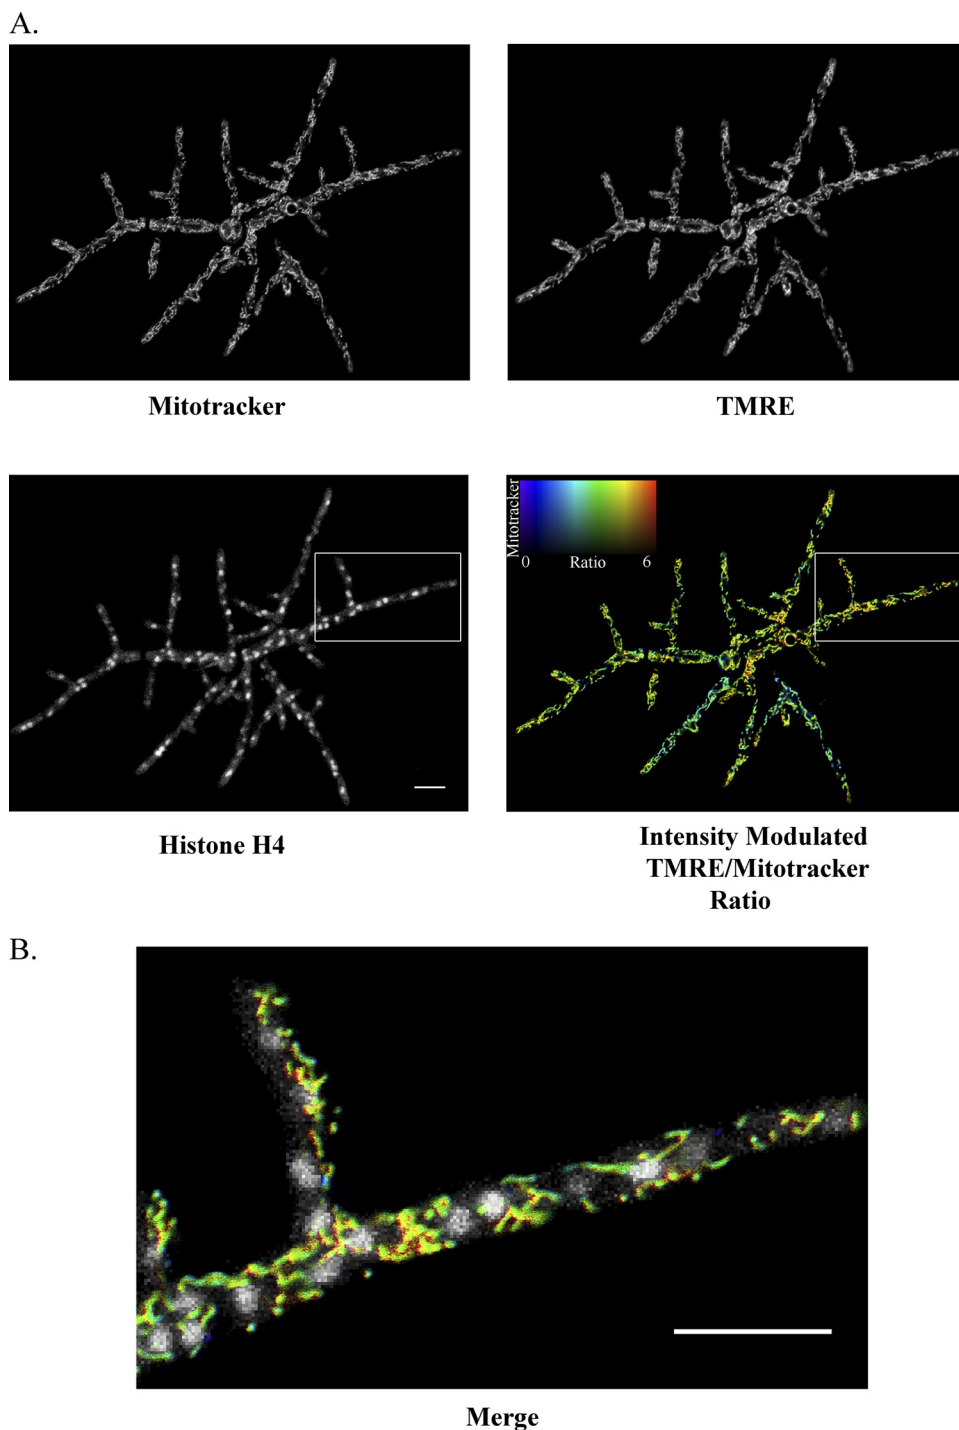 A.
Mitotracker
TMRE
Mitotracker
0 Ratio 6
Histone H4
Intensity Modulated
TMRE/Mitotracker
Ratio
B.
Merge